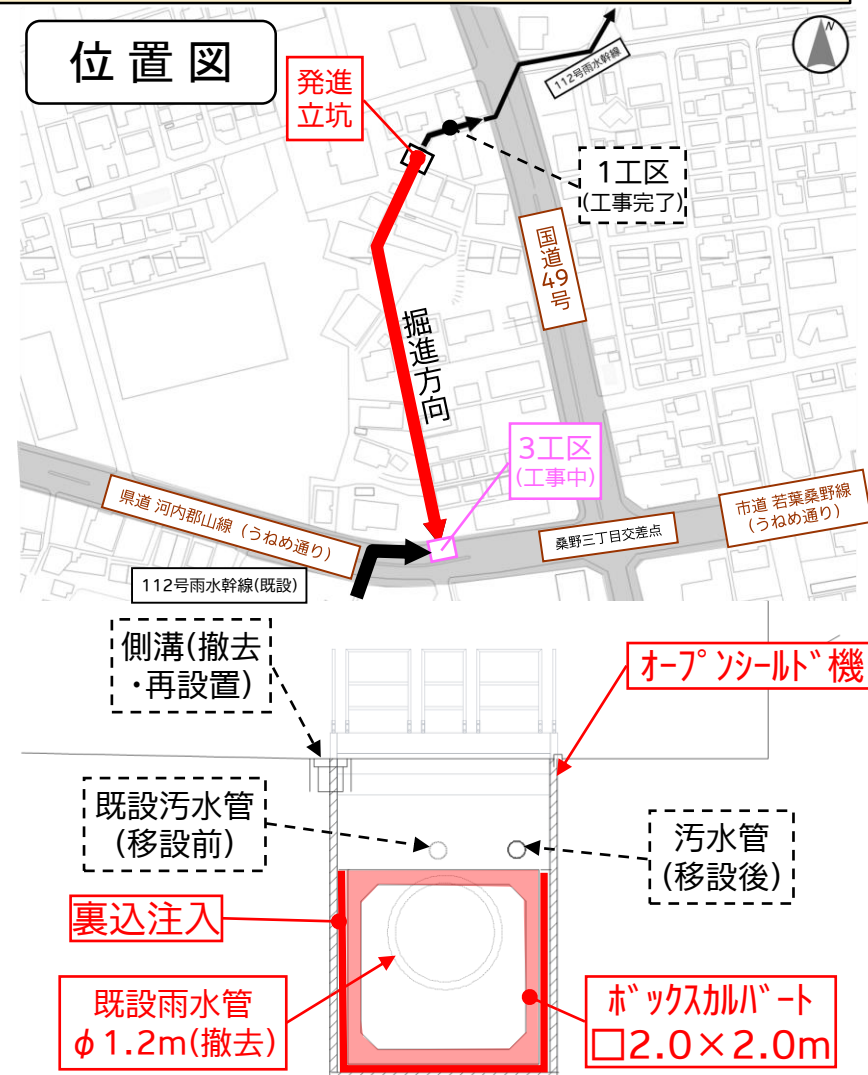 位置図
N
発進
立坑
112号雨水幹線
1工区
(工事完了)
国道49号
掘進方向
3工区
(工事中)
県道 河内郡山線（うねめ通り）
桑野三丁目交差点
市道 若葉桑野線
(うねめ通り)
112号雨水幹線(既設)
側溝(撤去
・再設置)
ｵｰﾌﾟﾝｼｰﾙﾄﾞ機
既設汚水管
(移設前)
汚水管
(移設後)
裏込注入
既設雨水管
φ1.2m(撤去)
ﾎﾞｯｸｽｶﾙﾊﾞｰﾄ
□2.0×2.0m